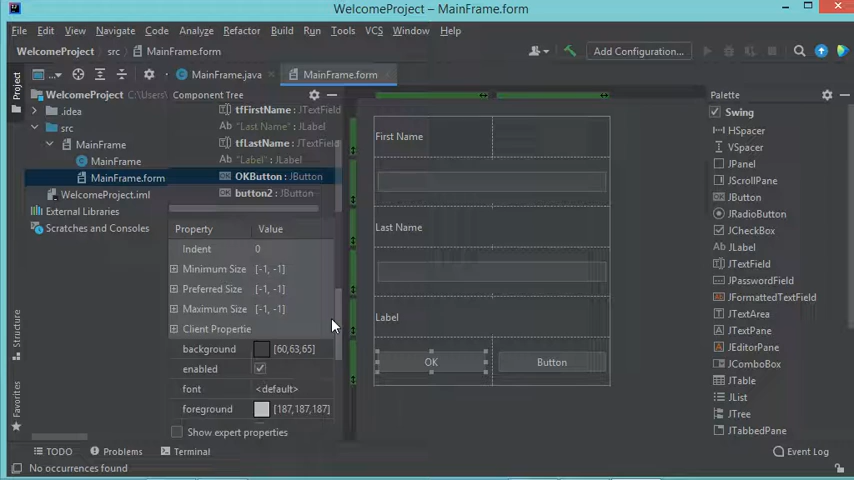 WelcomeProject – MainFrame.form
File Edit View Navigate Code Analyze Refactor Build Run Tools VCS Window Help
WelcomeProject src MainFrame.form Add Configuration...
... MainFrame.java MainFrame.form
Project
WelcomeProject C:\Users\
.idea
src
MainFrame
MainFrame
MainFrame.form
WelcomeProject.iml
External Libraries
Scratches and Consoles
Structure
Favorites
Component Tree
tfFirstName : JTextField
"Last Name" : JLabel
tfLastName : JTextField
"Label" : JLabel
OKButton : JButton
button2 : JButton
Property Value
Indent 0
Minimum Size [-1, -1]
Preferred Size [-1, -1]
Maximum Size [-1, -1]
Client Propertie
background [60,63,65]
enabled
font <default>
foreground [187,187,187]
Show expert properties
First Name
Last Name
Label
OK Button
Palette
Swing
HSpacer
VSpacer
JPanel
JScrollPane
JButton
JRadioButton
JCheckBox
JLabel
JTextField
JPasswordField
JFormattedTextField
JTextArea
JTextPane
JEditorPane
JComboBox
JTable
JList
JTree
JTabbedPane
TODO Problems Terminal Event Log
No occurrences found